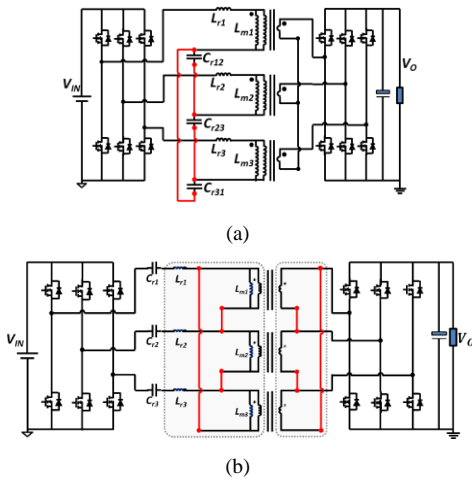 L_r1
L_m1
C_r12
V_IN
L_r2
L_m2
C_r23
L_r3
L_m3
C_r31
V_O
(a)
C_r1
L_r1
L_m1
V_IN
C_r2
L_r2
L_m2
C_r3
L_r3
L_m3
(b)